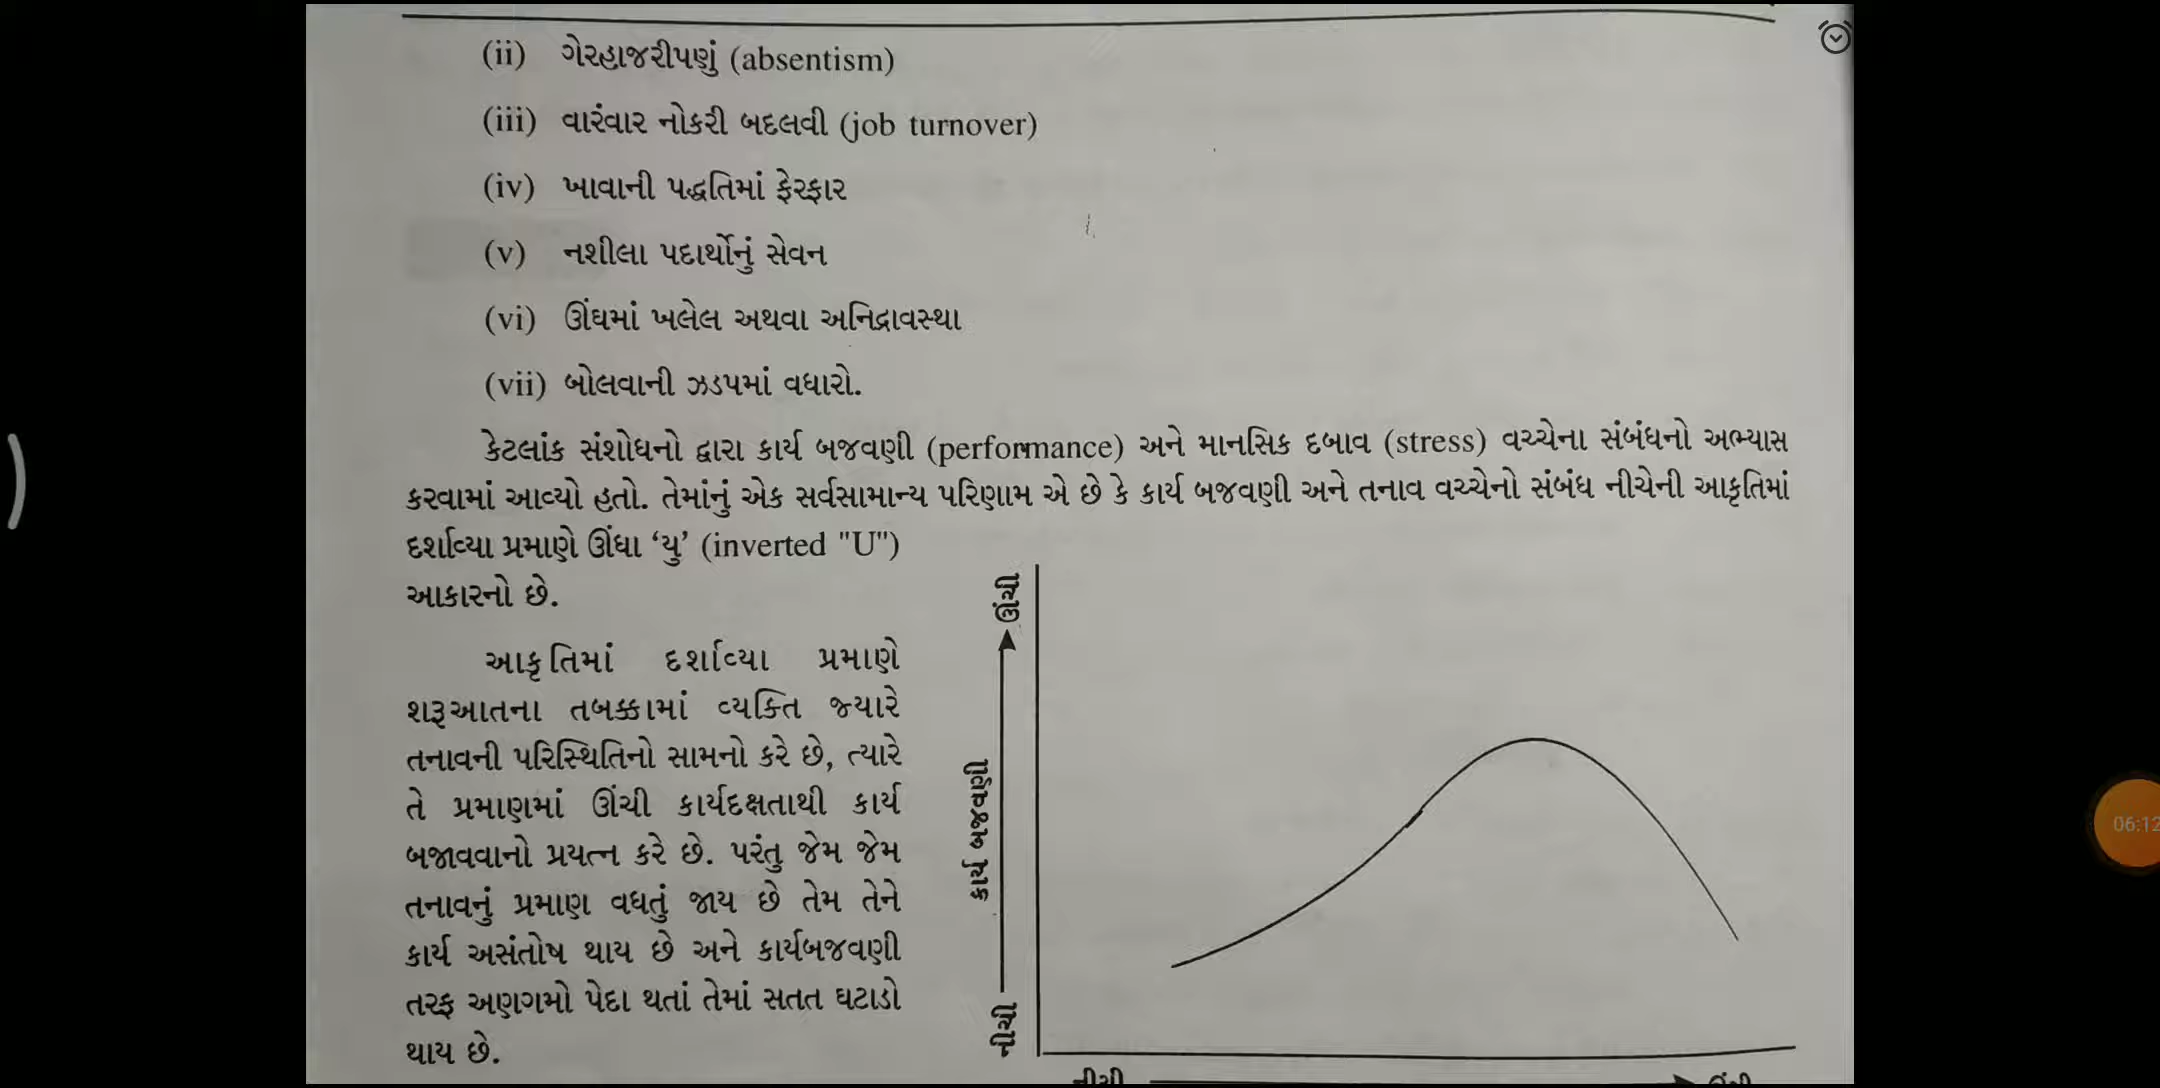 (ii) ગેરહાજરીપણું (absentism)
(iii) વારંવાર નોકરી બદલવી (job turnover)
(iv) ખાવાની પદ્ધતિમાં ફેરફાર
(v) નશીલા પદાર્થોનું સેવન
(vi) ઊંઘમાં ખલેલ અથવા અનિદ્રાવસ્થા
(vii) બોલવાની ઝડપમાં વધારો.
કેટલાંક સંશોધનો દ્વારા કાર્ય બજવણી (performance) અને માનસિક દબાવ (stress) વચ્ચેના સંબંધનો અભ્યાસ
કરવામાં આવ્યો હતો. તેમાંનું એક સર્વસામાન્ય પરિણામ એ છે કે કાર્ય બજવણી અને તનાવ વચ્ચેનો સંબંધ નીચેની આકૃતિમાં
દર્શાવ્યા પ્રમાણે ઊંધા ‘યુ’ (inverted "U")
આકારનો છે.
આકૃતિમાં દર્શાવ્યા પ્રમાણે
શરૂઆતના તબક્કામાં વ્યક્તિ જ્યારે
તનાવની પરિસ્થિતિનો સામનો કરે છે, ત્યારે
તે પ્રમાણમાં ઊંચી કાર્યદક્ષતાથી કાર્ય
બજાવવાનો પ્રયત્ન કરે છે. પરંતુ જેમ જેમ
તનાવનું પ્રમાણ વધતું જાય છે તેમ તેને
કાર્ય અસંતોષ થાય છે અને કાર્યબજવણી
તરફ અણગમો પેદા થતાં તેમાં સતત ઘટાડો
થાય છે.
ઊંચી
કાર્ય બજવણી
નીચી
06:12